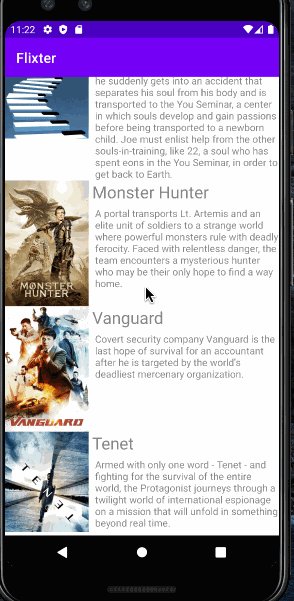 11:22
Flixter
he suddenly gets into an accident that
separates his soul from his body and is
transported to the You Seminar, a center
in which souls develop and gain passions
before being transported to a newborn
child. Joe must enlist help from the other
souls-in-training, like 22, a soul who has
spent eons in the You Seminar, in order to
get back to Earth.
Monster Hunter
A portal transports Lt. Artemis and an
elite unit of soldiers to a strange world
where powerful monsters rule with deadly
ferocity. Faced with relentless danger, the
team encounters a mysterious hunter
who may be their only hope to find a way
home.
MONSTER
HUNTER
Vanguard
Covert security company Vanguard is the
last hope of survival for an accountant
after he is targeted by the world's
deadliest mercenary organization.
VANGUARD
Tenet
Armed with only one word - Tenet - and
fighting for the survival of the entire
world, the Protagonist journeys through a
twilight world of international espionage
on a mission that will unfold in something
beyond real time.
TENET